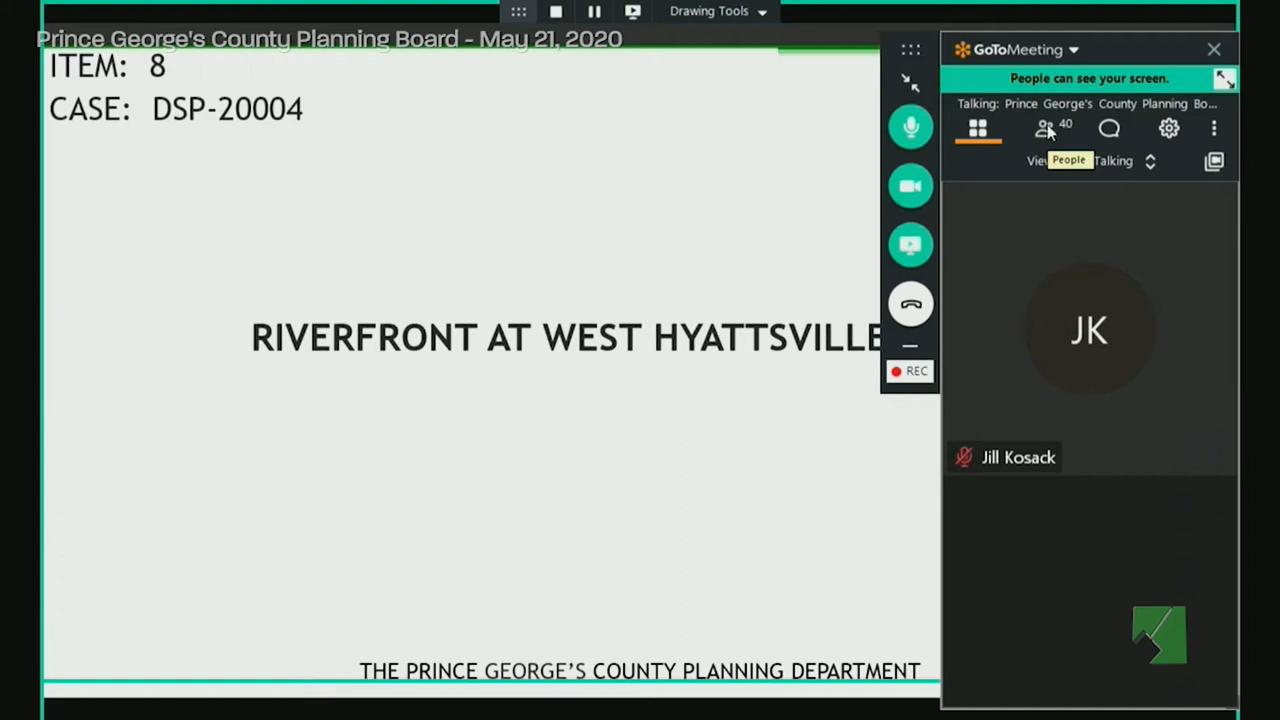 Drawing Tools
Prince George's County Planning Board - May 21, 2020
ITEM: 8
CASE: DSP-20004
RIVERFRONT AT WEST HYATTSVILLE
THE PRINCE GEORGE'S COUNTY PLANNING DEPARTMENT
REC
GoToMeeting
People can see your screen.
Talking: Prince George's County Planning Bo...
40
People
Talking
JK
Jill Kosack